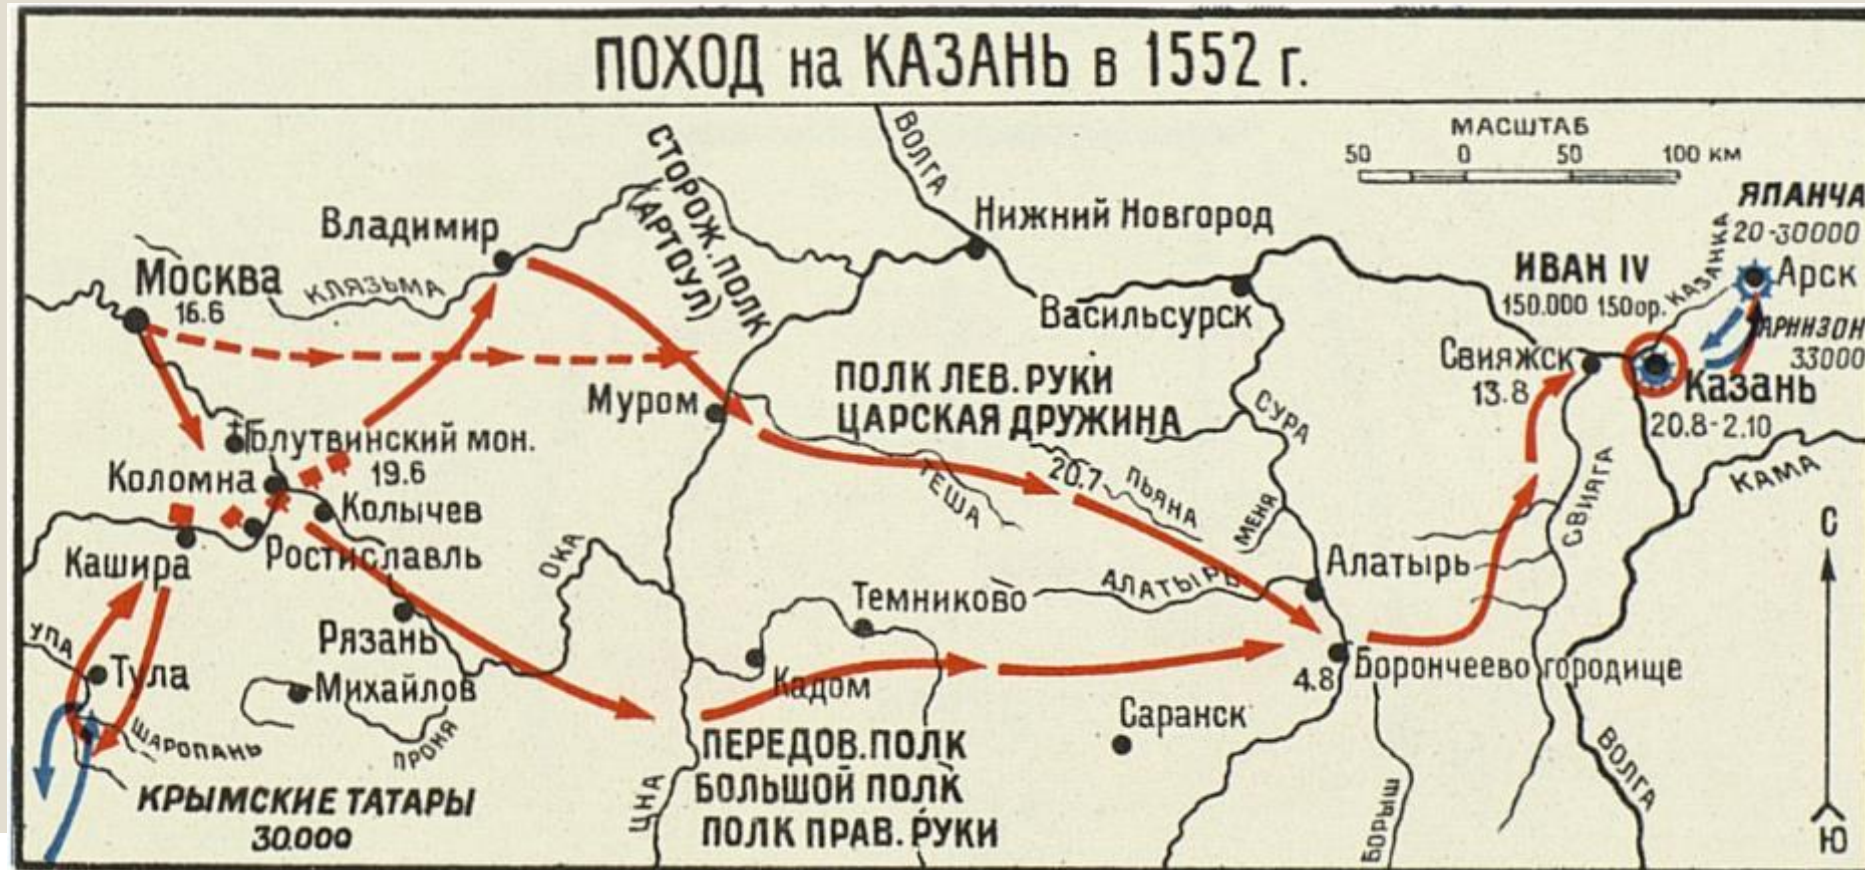 ПОХОД на КАЗАНЬ в 1552 г.
МАСШТАБ
50 0 50 100 км
ВОЛГА
СТОРОЖ. ПОЛК
(АРТОУЛ)
Владимир
Нижний Новгород
ЯПАНЧА
20-30000
Москва
16.6
КЛЯЗЬМА
Васильсурск
ИВАН IV
150.000 150ор.
КАЗАНКА
Арск
АРНИЗОН
33000
Свияжск
13.8
Казань
20.8-2.10
Муром
ПОЛК ЛЕВ. РУКИ
ЦАРСКАЯ ДРУЖИНА
СУРА
КАМА
Блутвинский мон.
19.6
Коломна
Колычев
ТЕША
20.7
ПЬЯНА
МЕНЯ
СВИЯГА
С
Кашира
Ростиславль
ОКА
Темниково
АЛАТЫРЬ
Алатырь
УПА
Рязань
Тула
Михайлов
Кадом
4.8
Борончеево городище
Саранск
ШАРОПАНЬ
ПРОНЯ
ПЕРЕДОВ. ПОЛК
БОЛЬШОЙ ПОЛК
ПОЛК ПРАВ. РУКИ
КРЫМСКИЕ ТАТАРЫ
30.000
ЦНА
БОРЫШ
ВОЛГА
Ю